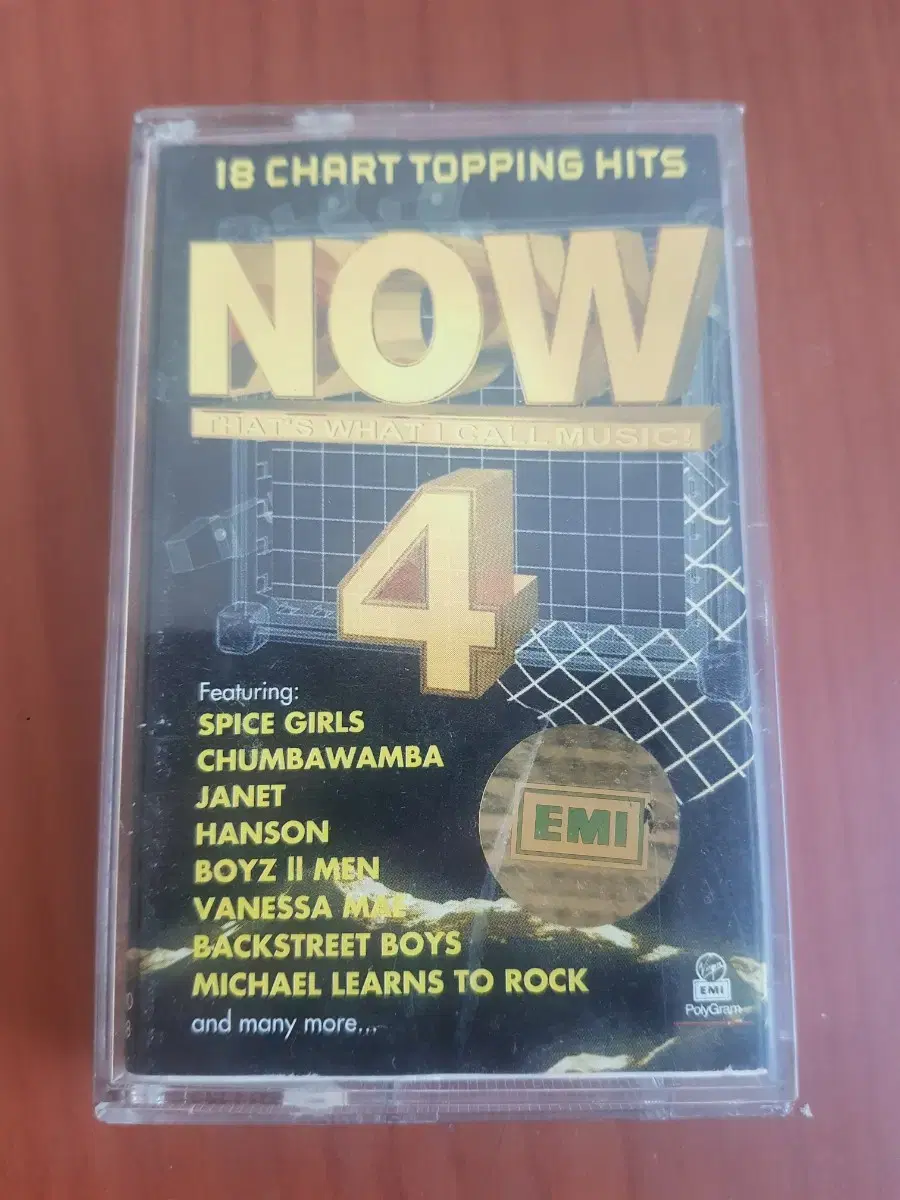 18 CHART TOPPING HITS
NOW
THAT'S WHAT I CALL MUSIC!
4
Featuring:
SPICE GIRLS
CHUMBAWAMBA
JANET
HANSON
BOYZ II MEN
VANESSA MAE
BACKSTREET BOYS
MICHAEL LEARNS TO ROCK
and many more...
EMI
Virgin
EMI
PolyGram